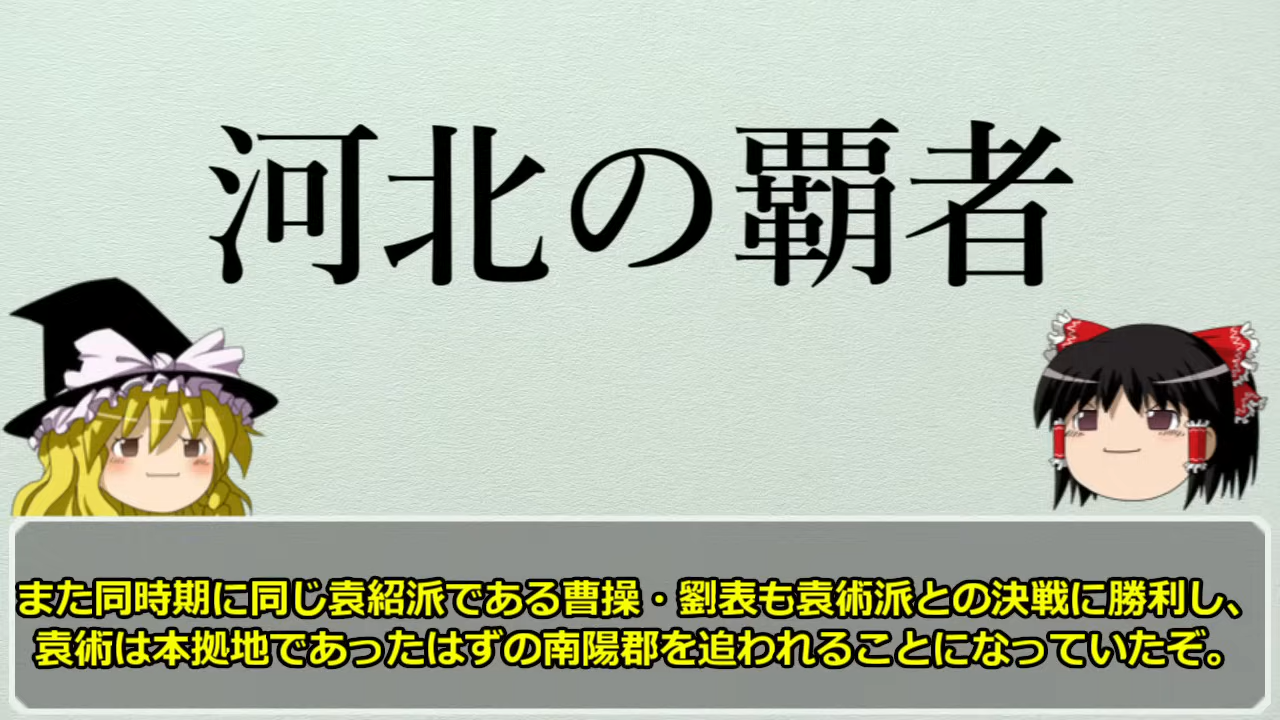 河北の覇者
また同時期に同じ袁紹派である曹操・劉表も袁術派との決戦に勝利し、
袁術は本拠地であったはずの南陽郡を追われることになっていたぞ。